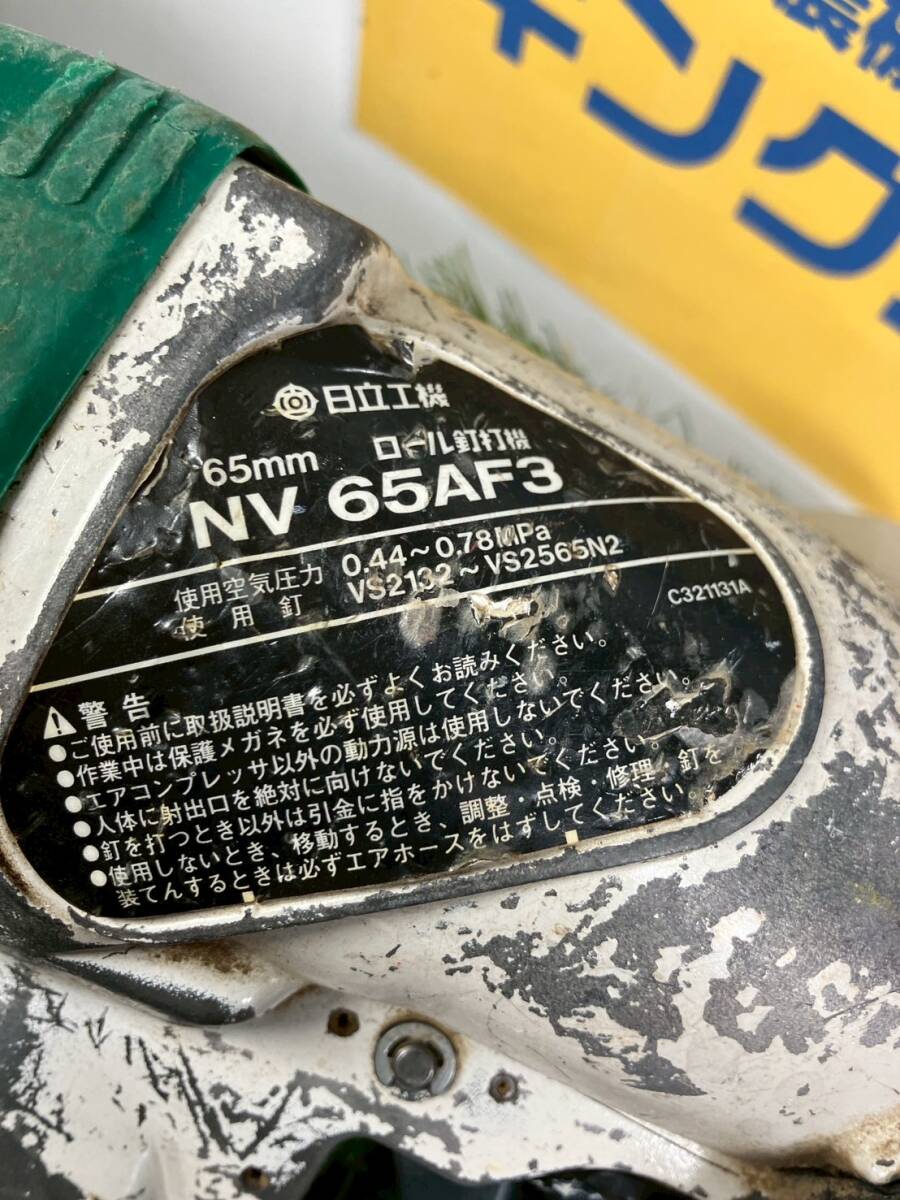 日立工機
65mm ロール釘打機
NV 65AF3
使用空気圧力 0.44～0.78MPa
使用釘 VS2132～VS2565N2
C321131A
警告
●ご使用前に取扱説明書を必ずよくお読みください。
●作業中は保護メガネを必ず使用してください。
●エアコンプレッサ以外の動力源は使用しないでください。
●人体に射出口を絶対に向けないでください。
●釘を打つとき以外は引金に指をかけないでください。
●使用しないとき、移動するとき、調整・点検・修理・釘を
装てんするときは必ずエアホースをはずしてください。
キング